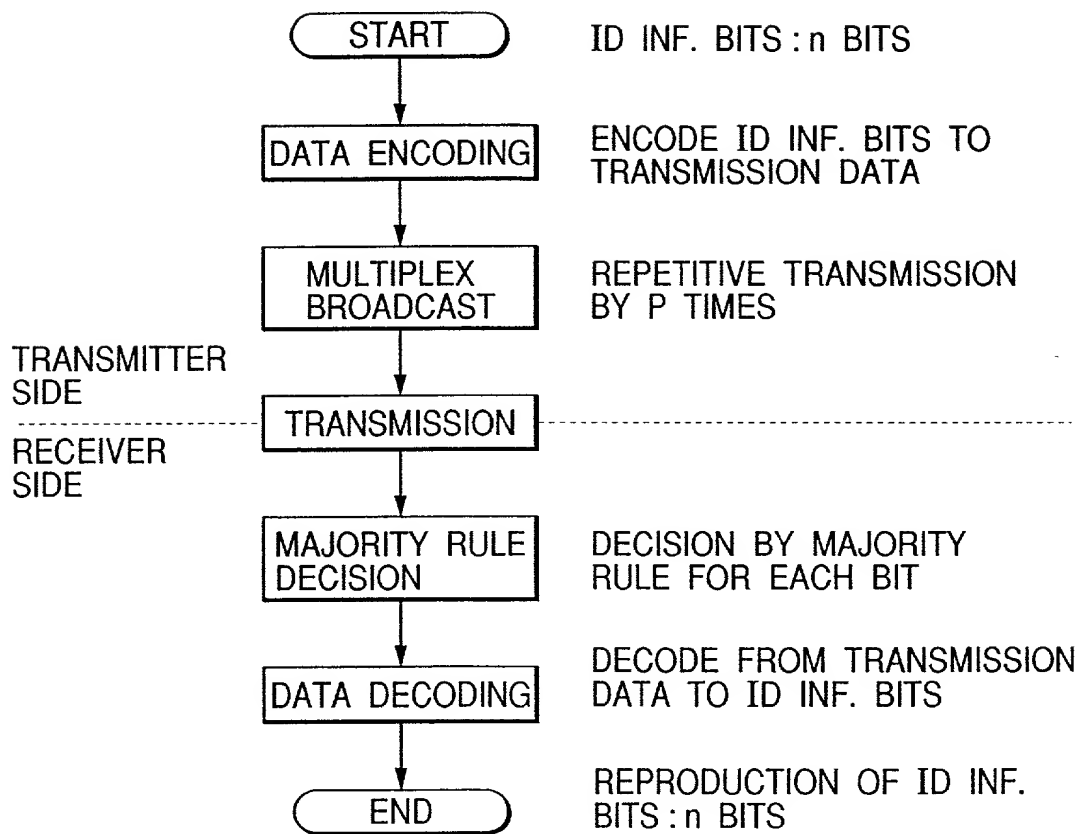 START
ID INF. BITS : n BITS
DATA ENCODING
ENCODE ID INF. BITS TO
TRANSMISSION DATA
MULTIPLEX
BROADCAST
REPETITIVE TRANSMISSION
BY P TIMES
TRANSMITTER
SIDE
TRANSMISSION
RECEIVER
SIDE
MAJORITY RULE
DECISION
DECISION BY MAJORITY
RULE FOR EACH BIT
DATA DECODING
DECODE FROM TRANSMISSION
DATA TO ID INF. BITS
END
REPRODUCTION OF ID INF.
BITS : n BITS